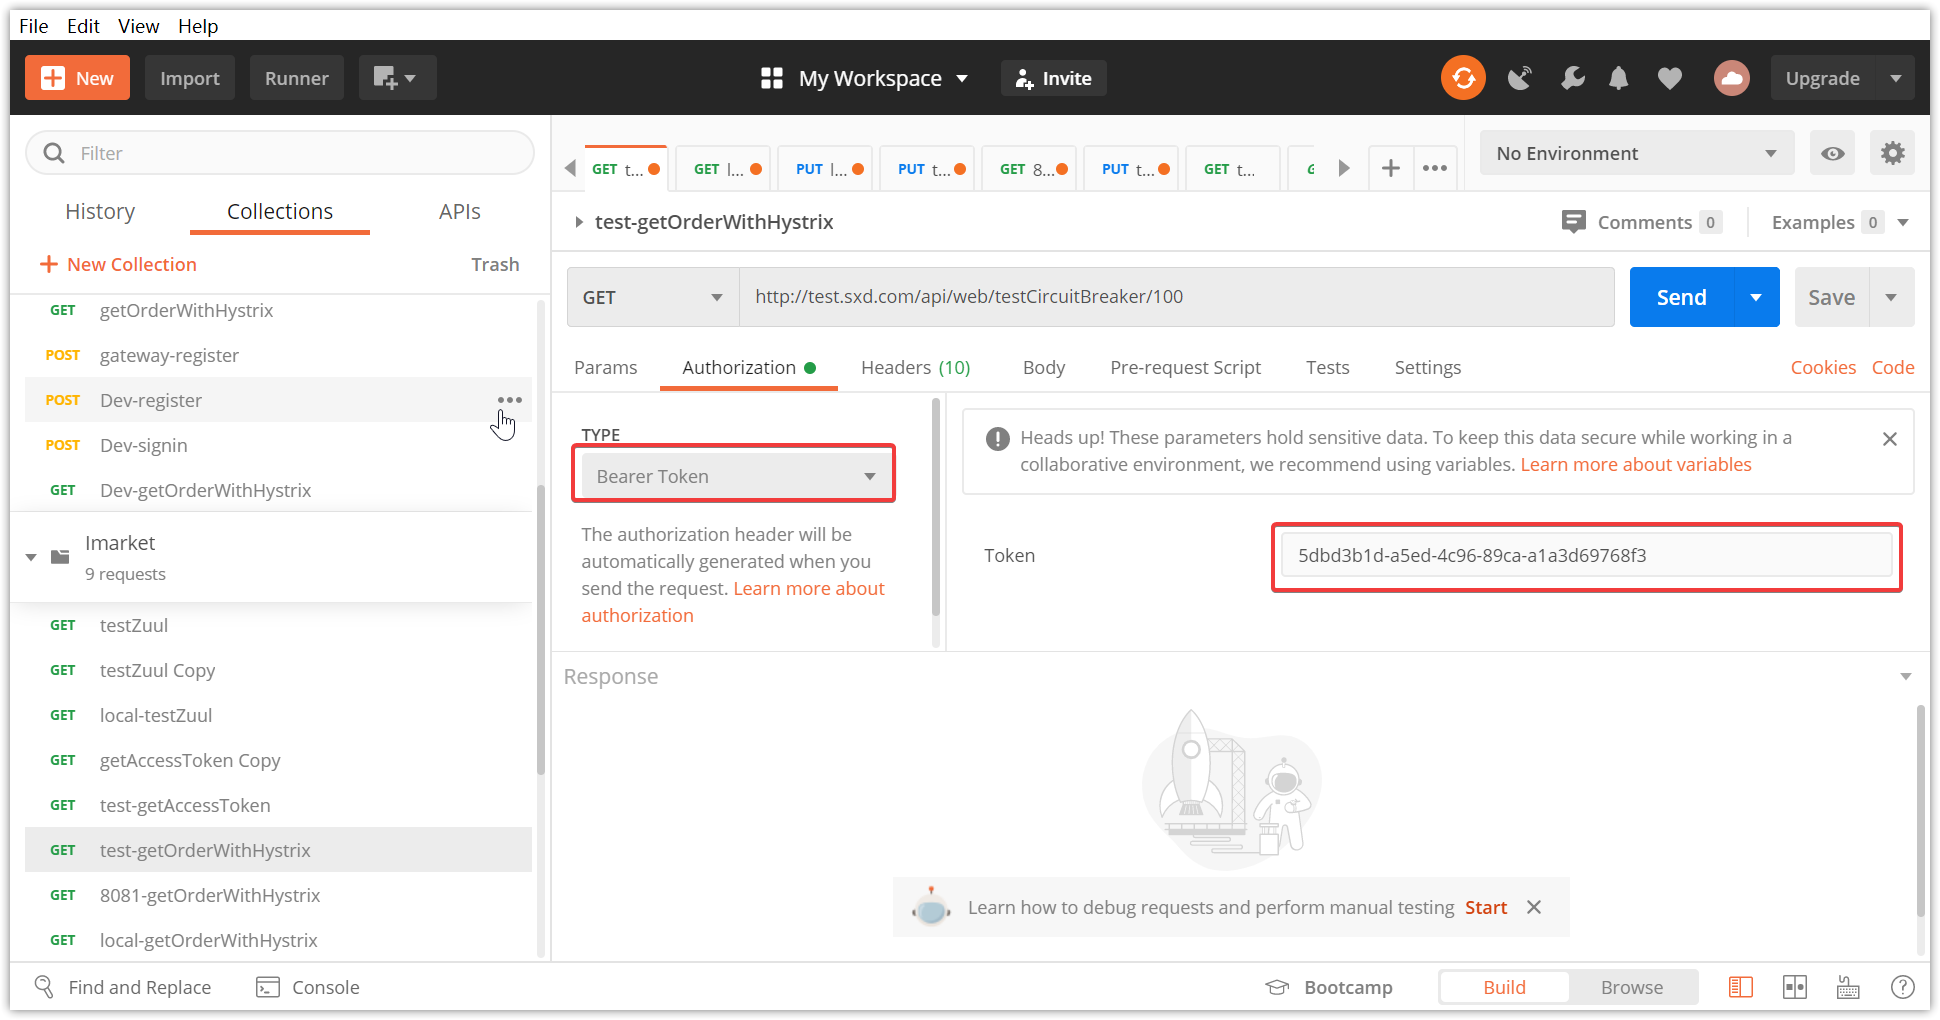 File Edit View Help
New Import Runner My Workspace Invite Upgrade
Filter
History Collections APIs
New Collection Trash
GET getOrderWithHystrix
POST gateway-register
POST Dev-register
POST Dev-signin
GET Dev-getOrderWithHystrix
Imarket
9 requests
GET testZuul
GET testZuul Copy
GET local-testZuul
GET getAccessToken Copy
GET test-getAccessToken
GET test-getOrderWithHystrix
GET 8081-getOrderWithHystrix
GET local-getOrderWithHystrix
GET t... GET l... PUT l... PUT t... GET 8... PUT t... GET t... G
No Environment
test-getOrderWithHystrix
Comments 0 Examples 0
GET http://test.sxd.com/api/web/testCircuitBreaker/100 Send Save
Params Authorization Headers (10) Body Pre-request Script Tests Settings Cookies Code
TYPE
Bearer Token
The authorization header will be
automatically generated when you
send the request. Learn more about
authorization
Heads up! These parameters hold sensitive data. To keep this data secure while working in a
collaborative environment, we recommend using variables. Learn more about variables
Token 5dbd3b1d-a5ed-4c96-89ca-a1a3d69768f3
Response
Learn how to debug requests and perform manual testing Start
Find and Replace Console Bootcamp Build Browse